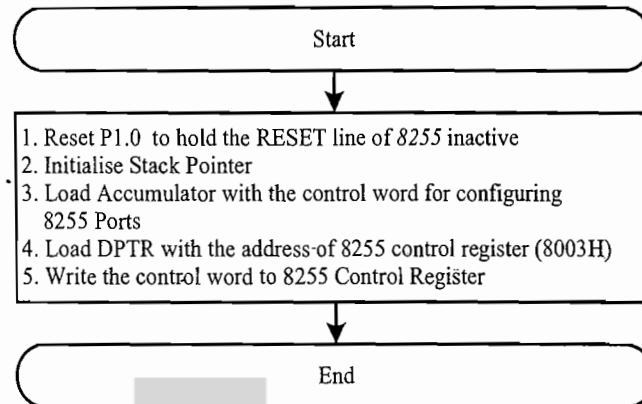 Start
1. Reset P1.0 to hold the RESET line of 8255 inactive
2. Initialise Stack Pointer
3. Load Accumulator with the control word for configuring
8255 Ports
4. Load DPTR with the address of 8255 control register (8003H)
5. Write the control word to 8255 Control Register
End